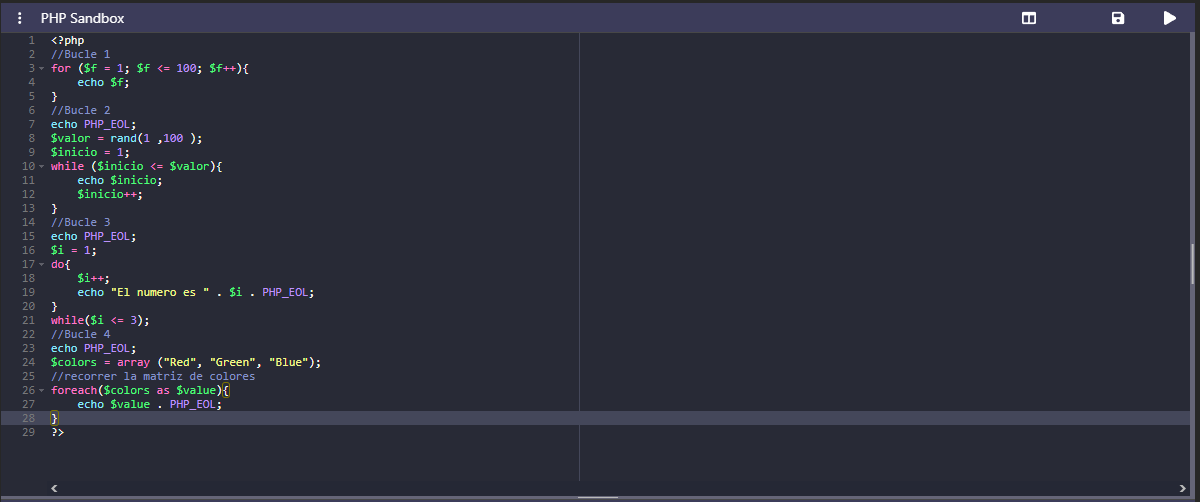 PHP Sandbox
1 <?php
2 //Bucle 1
3 for ($f = 1; $f <= 100; $f++){
4     echo $f;
5 }
6 //Bucle 2
7 echo PHP_EOL;
8 $valor = rand(1 ,100 );
9 $inicio = 1;
10 while ($inicio <= $valor){
11     echo $inicio;
12     $inicio++;
13 }
14 //Bucle 3
15 echo PHP_EOL;
16 $i = 1;
17 do{
18     $i++;
19     echo "El numero es " . $i . PHP_EOL;
20 }
21 while($i <= 3);
22 //Bucle 4
23 echo PHP_EOL;
24 $colors = array ("Red", "Green", "Blue");
25 //recorrer la matriz de colores
26 foreach($colors as $value){
27     echo $value . PHP_EOL;
28 }
29 ?>